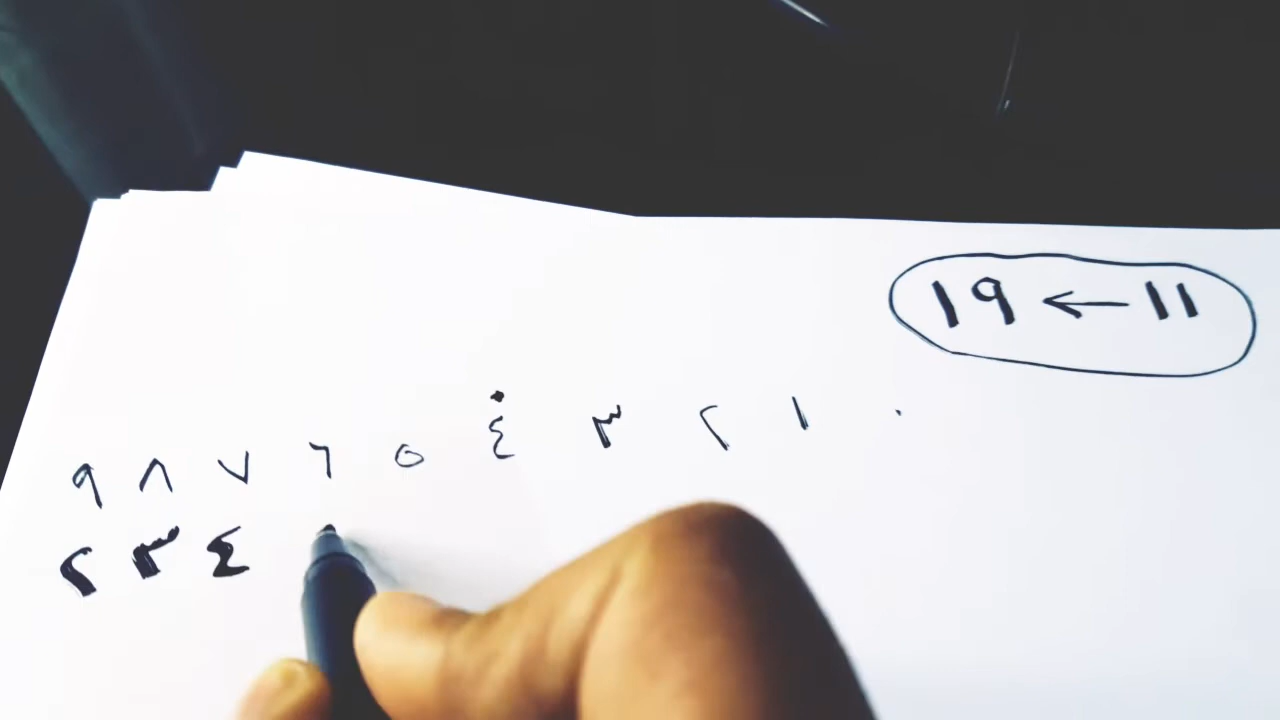 ١١ ← ١٩
٠ ١ ٢ ٣ ٤ ٥ ٦ ٧ ٨ ٩
٤ ٣ ٢